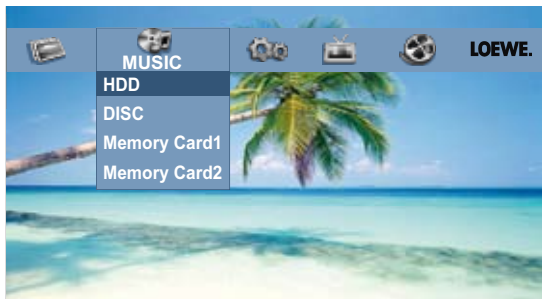 MUSIC
LOEWE.
HDD
DISC
Memory Card1
Memory Card2